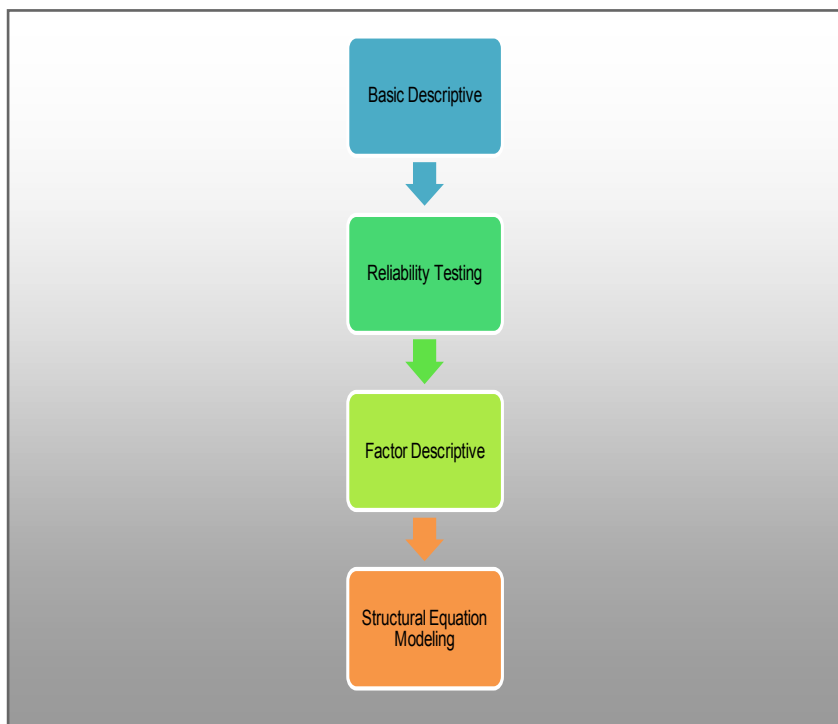 Basic Descriptive
Reliability Testing
Factor Descriptive
Structural Equation
Modeling